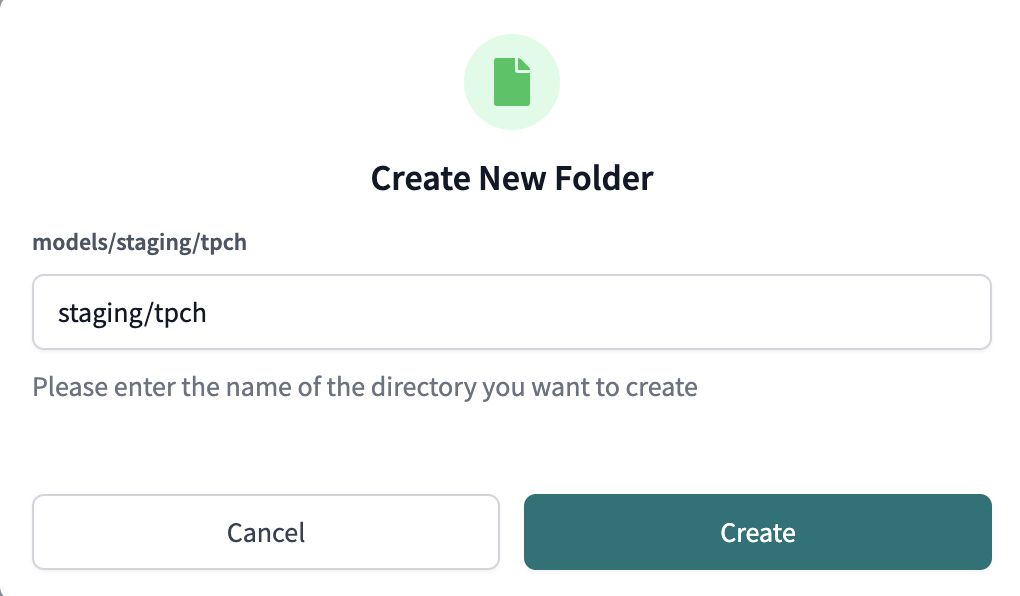 Create New Folder
models/staging/tpch
staging/tpch
Please enter the name of the directory you want to create
Cancel
Create